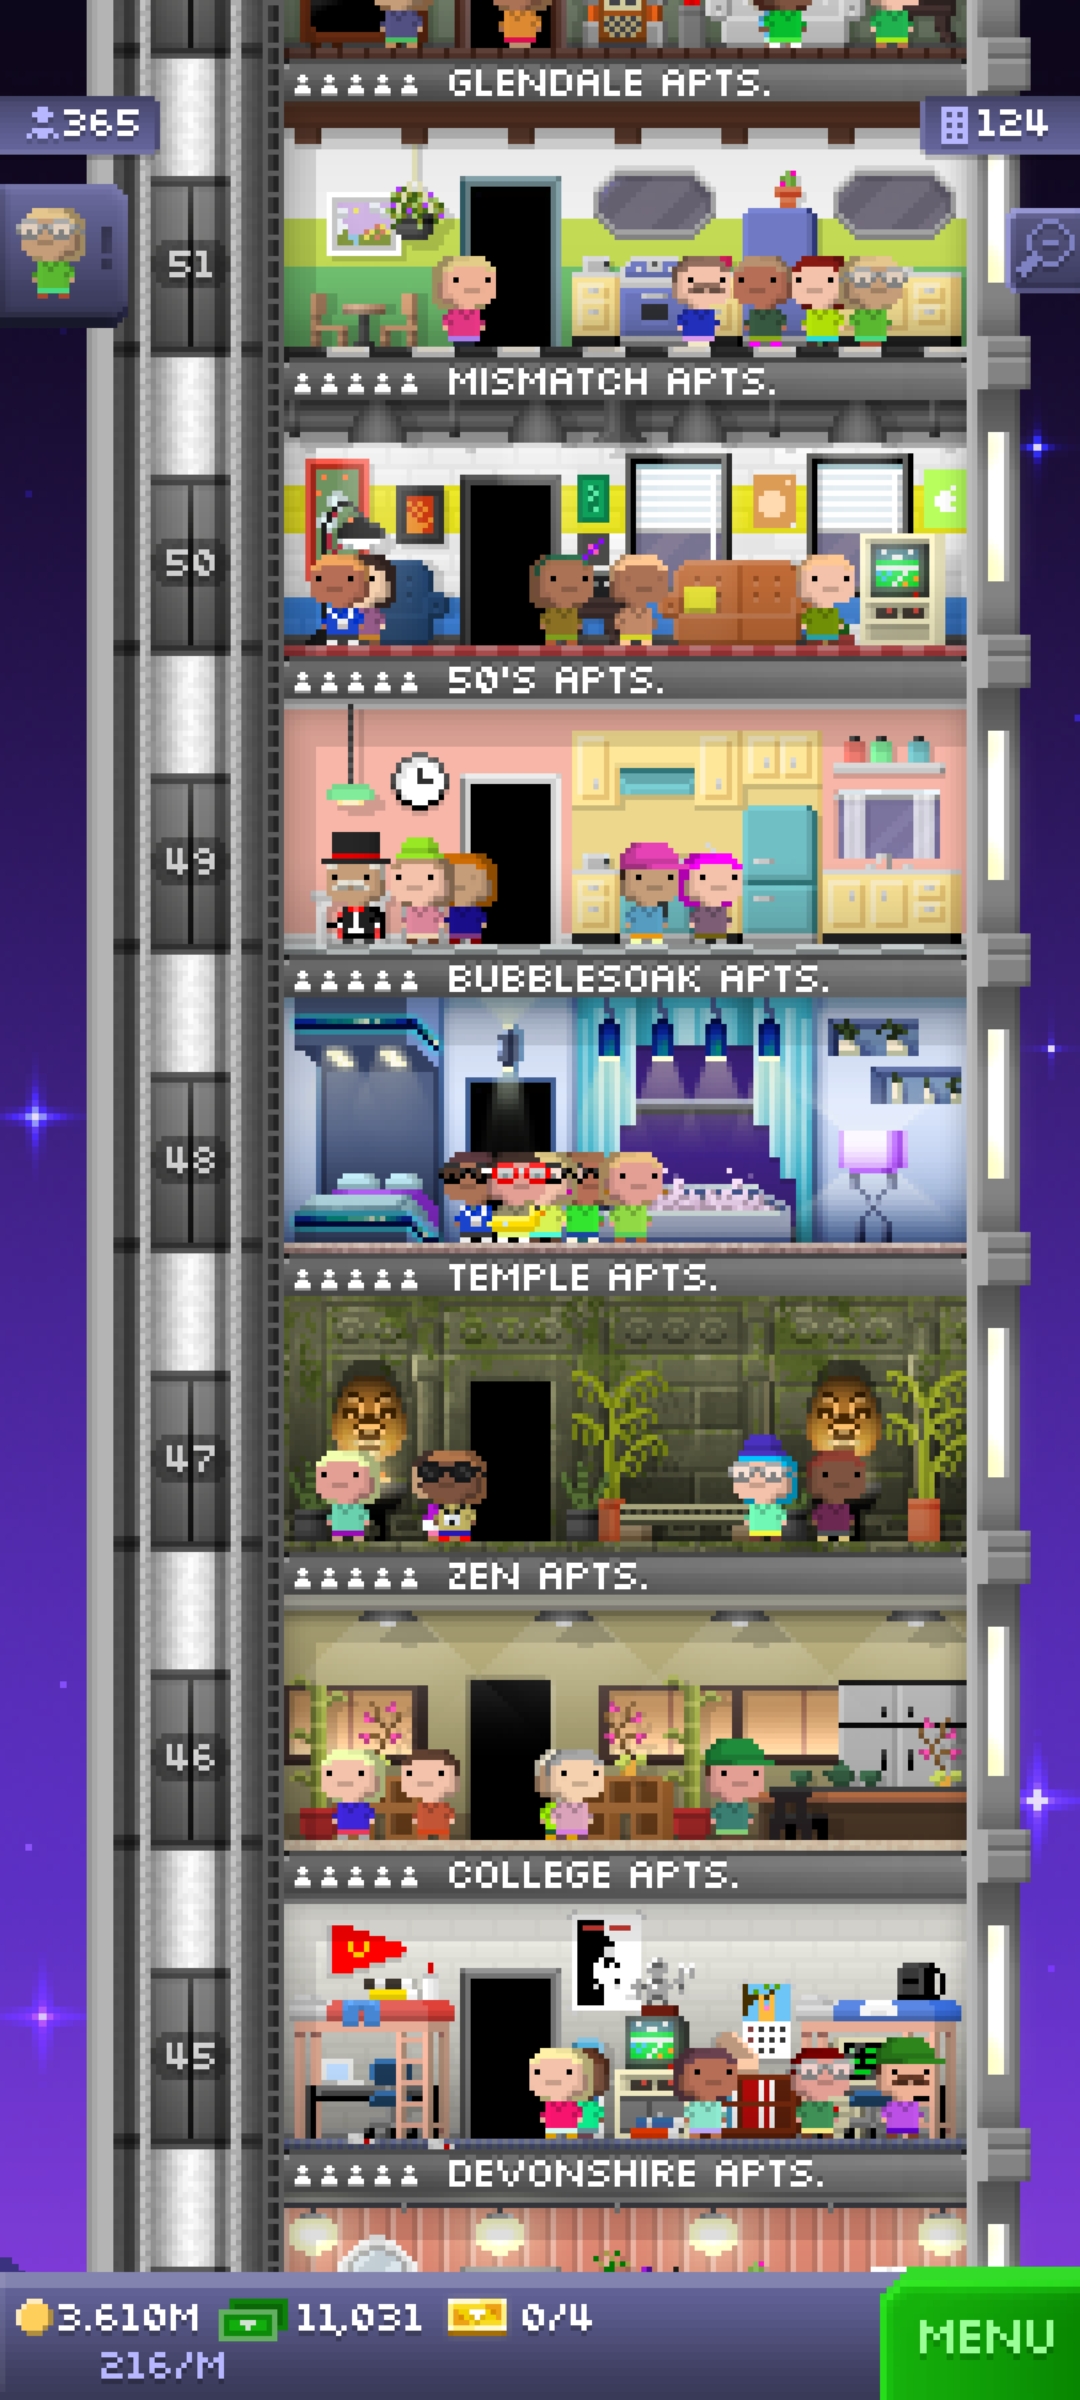 GLENDALE APTS.
365
124
!
51
MISMATCH APTS.
50
50'S APTS.
49
BUBBLESOAK APTS.
48
TEMPLE APTS.
47
ZEN APTS.
46
COLLEGE APTS.
45
DEVONSHIRE APTS.
3.610M 11,031 0/4
216/M
MENU